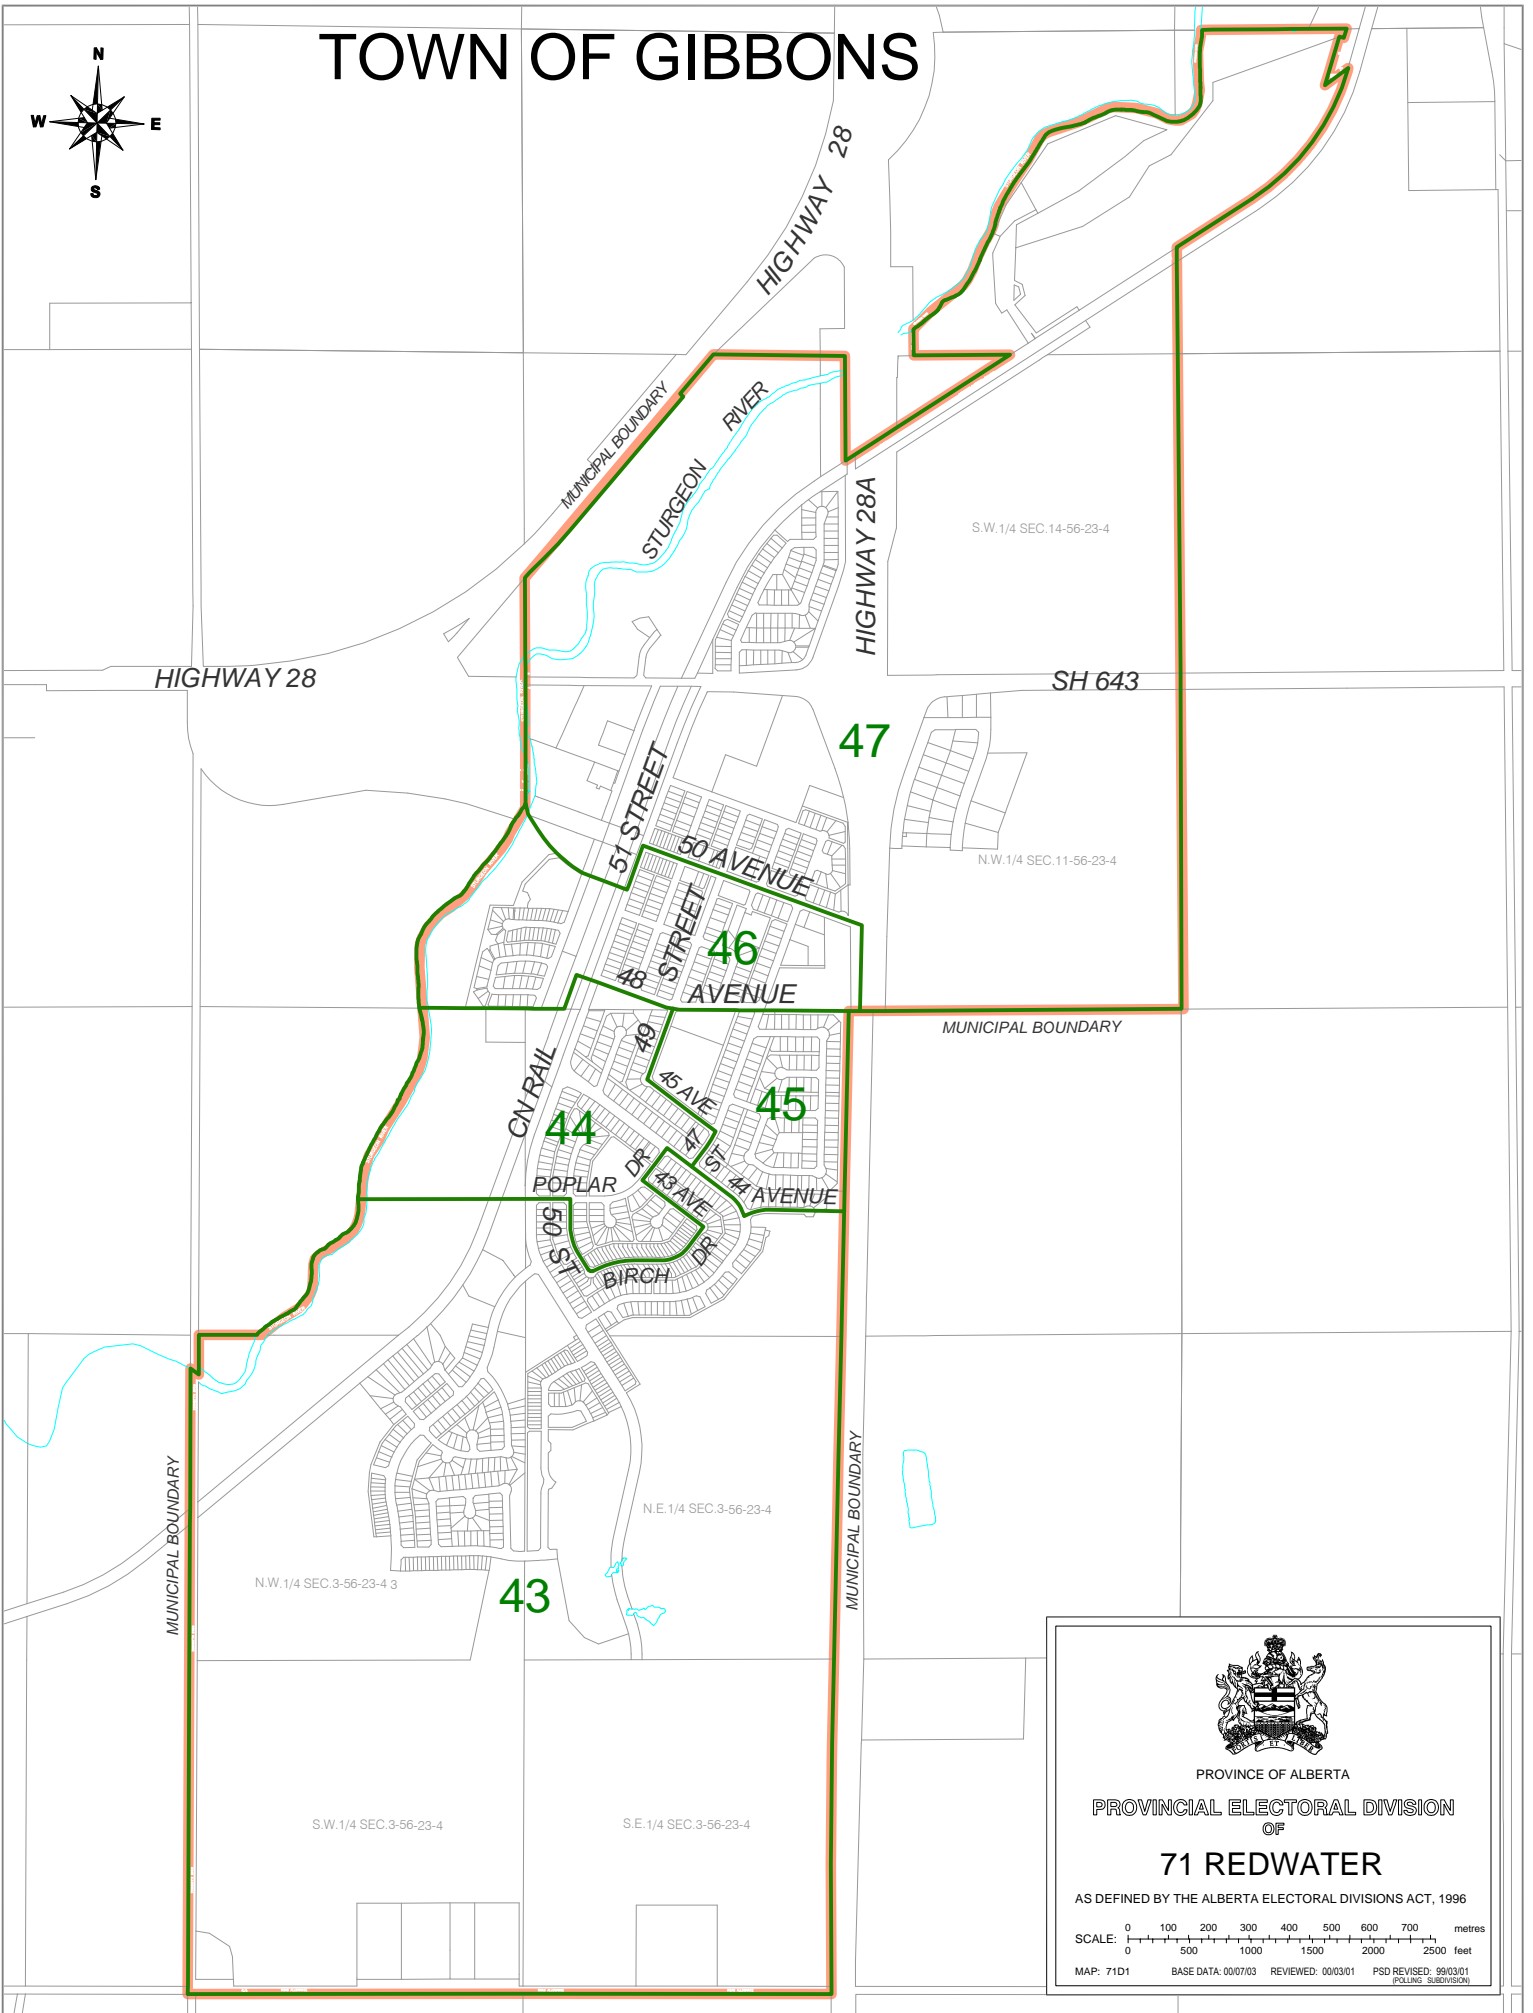 TOWN OF GIBBONS
N
W
E
S
HIGHWAY 28
MUNICIPAL BOUNDARY
STURGEON RIVER
HIGHWAY 28A
S.W.1/4 SEC.14-56-23-4
HIGHWAY 28
SH 643
47
51 STREET
50 AVENUE
N.W.1/4 SEC.11-56-23-4
46
STREET
48
AVENUE
MUNICIPAL BOUNDARY
49
CN RAIL
45 AVE
45
44
47
ST
DR
POPLAR
43 AVE
44 AVENUE
50 ST
DR
BIRCH
MUNICIPAL BOUNDARY
MUNICIPAL BOUNDARY
N.E.1/4 SEC.3-56-23-4
N.W.1/4 SEC.3-56-23-4 3
43
S.W.1/4 SEC.3-56-23-4
S.E.1/4 SEC.3-56-23-4
FORTIS ET LIBER
PROVINCE OF ALBERTA
PROVINCIAL ELECTORAL DIVISION
OF
71 REDWATER
AS DEFINED BY THE ALBERTA ELECTORAL DIVISIONS ACT, 1996
0 100 200 300 400 500 600 700 metres
SCALE:
0 500 1000 1500 2000 2500 feet
MAP: 71D1 BASE DATA: 00/07/03 REVIEWED: 00/03/01 PSD REVISED: 99/03/01
(POLLING SUBDIVISION)